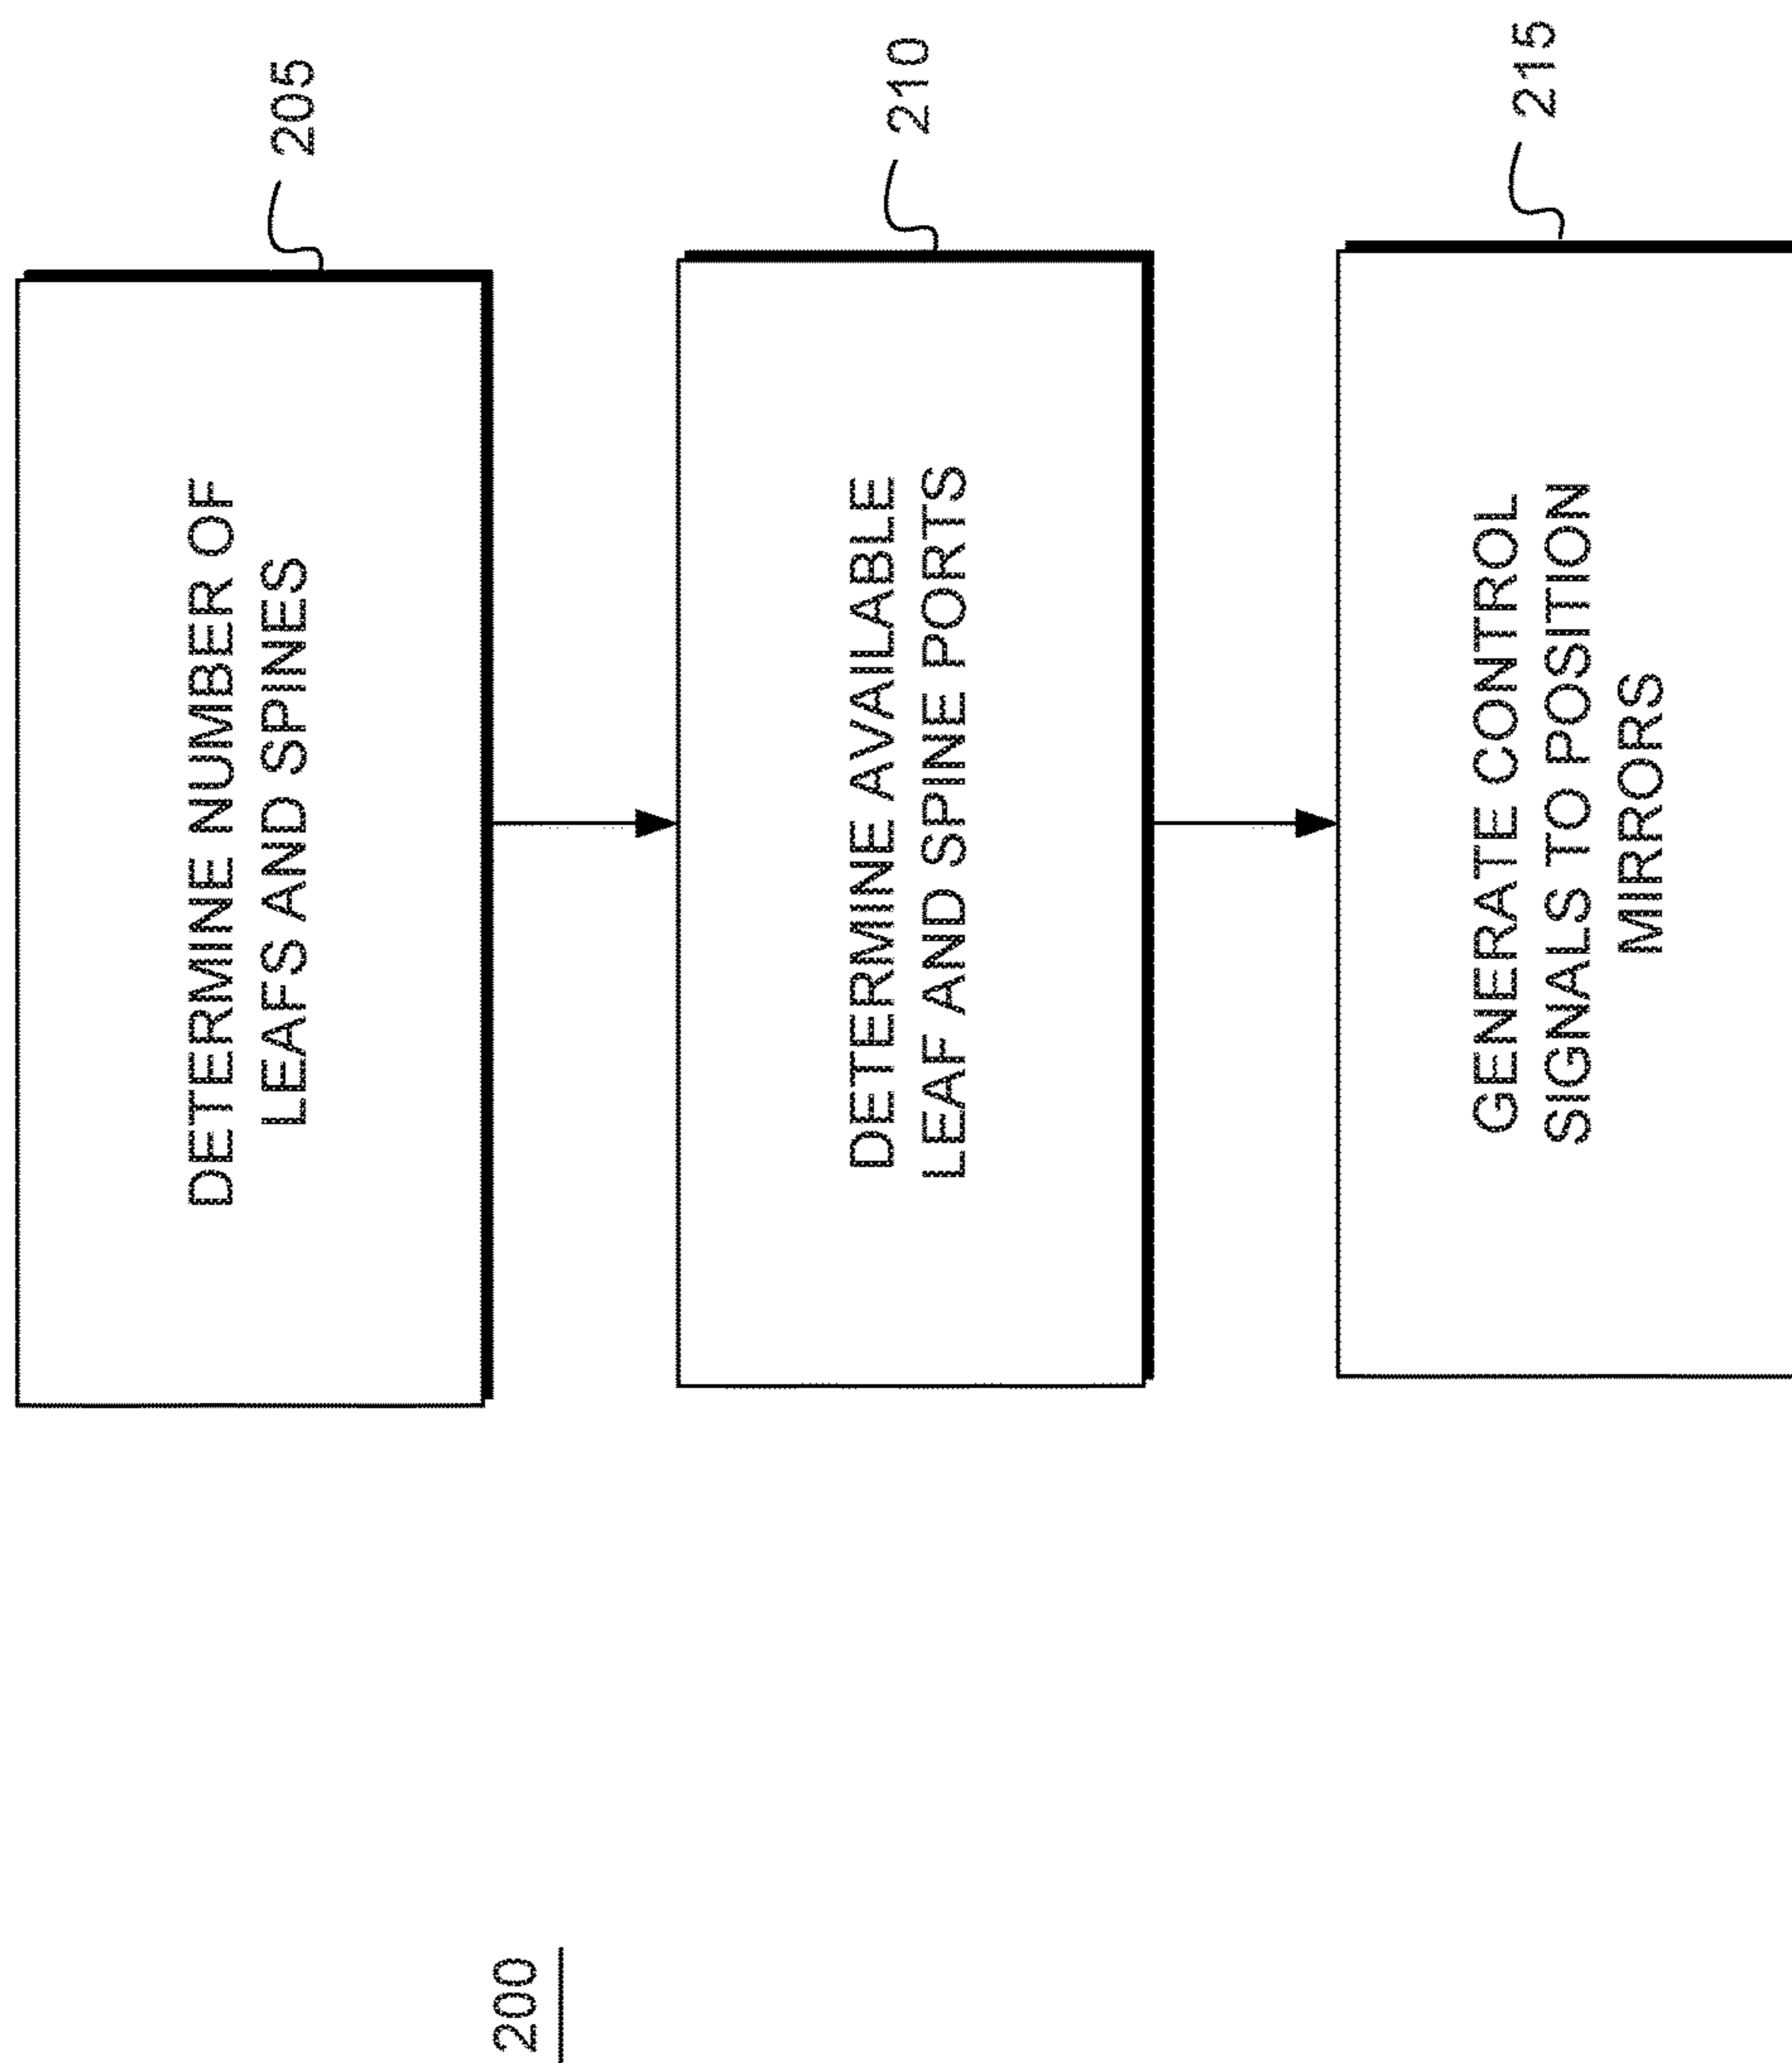 200
DETERMINE NUMBER OF
LEAFS AND SPINES
205
DETERMINE AVAILABLE
LEAF AND SPINE PORTS
210
GENERATE CONTROL
SIGNALS TO POSITION
MIRRORS
215